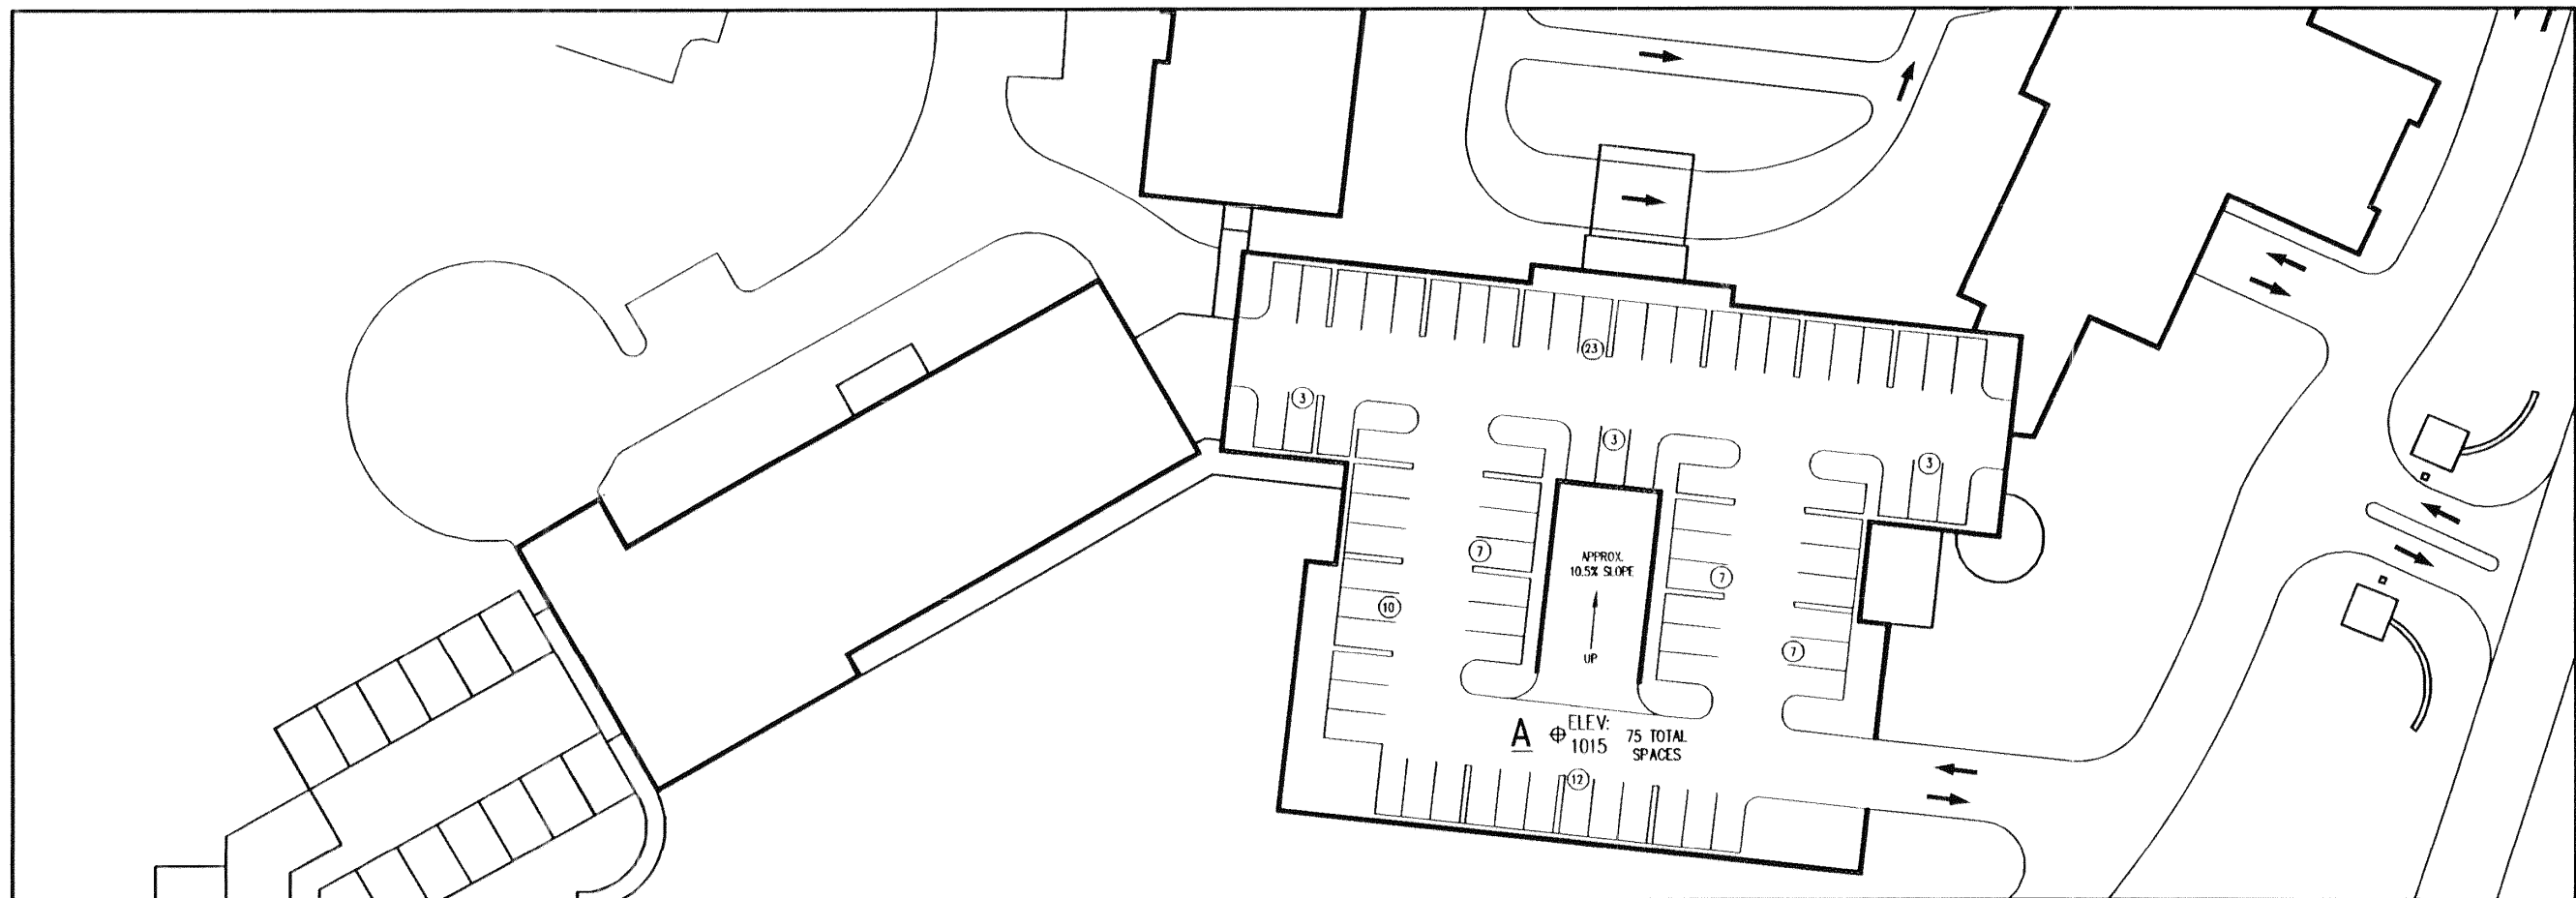 23
3
3
3
7
APPROX.
10.5% SLOPE
7
10
UP
7
A
ELEV:
1015
75 TOTAL
SPACES
12